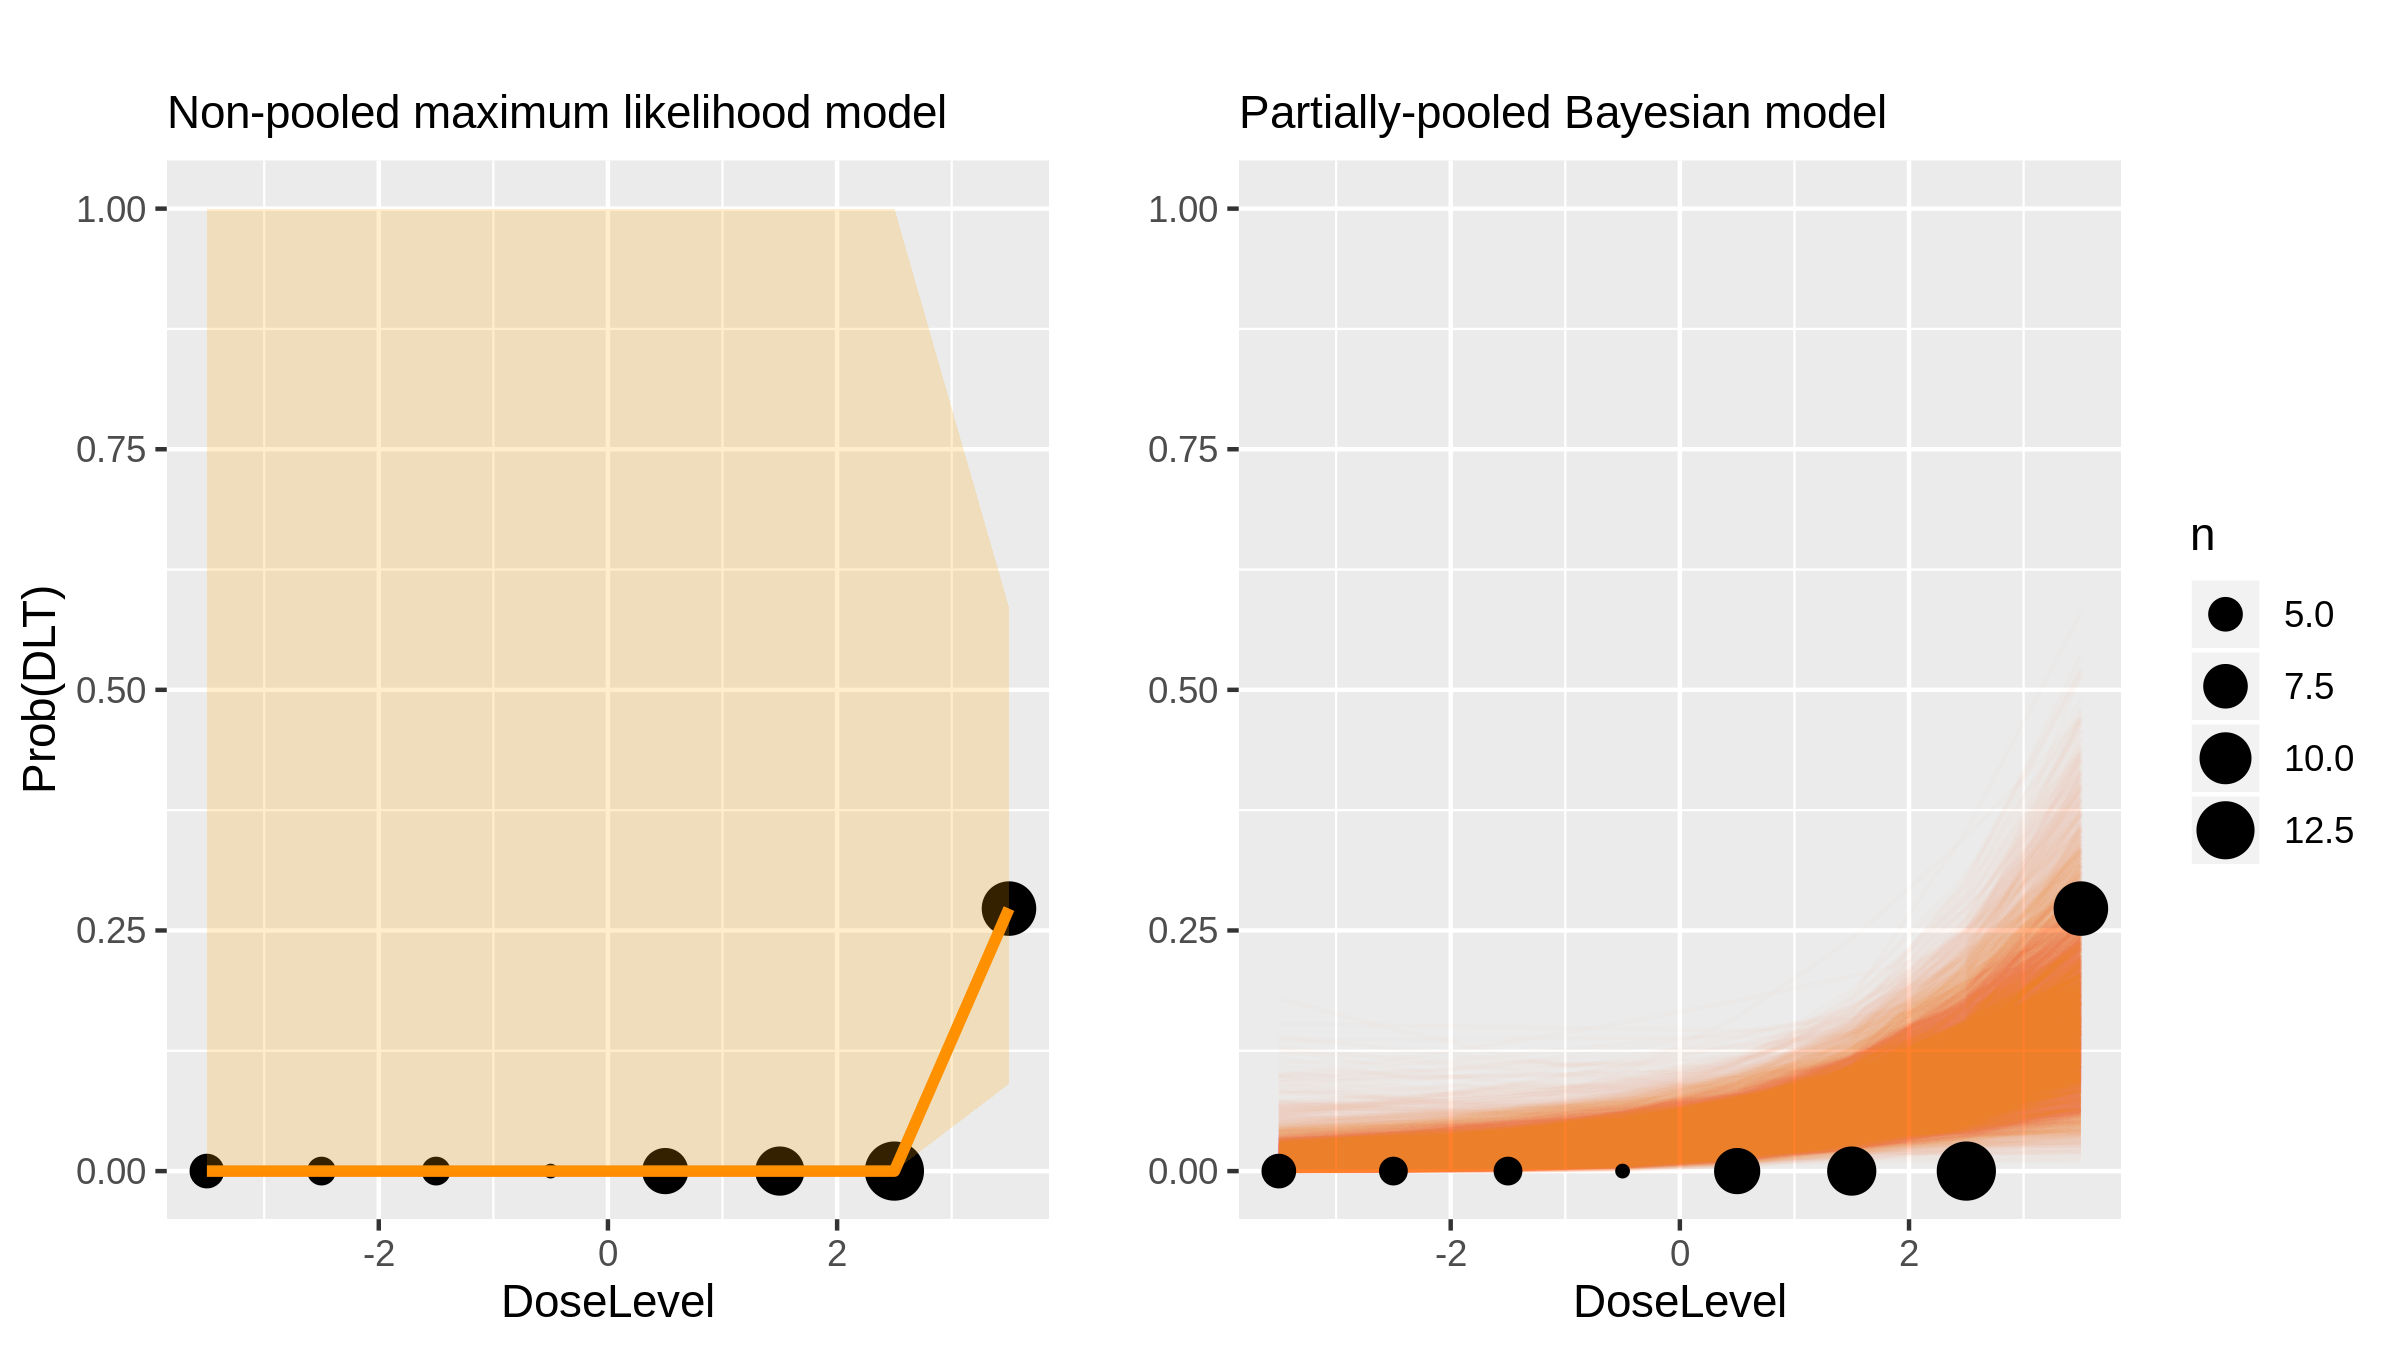 Non-pooled maximum likelihood model
Prob(DLT)
1.00
0.75
0.50
0.25
0.00
-2 0 2
DoseLevel
Partially-pooled Bayesian model
1.00
0.75
0.50
0.25
0.00
-2 0 2
DoseLevel
n
5.0
7.5
10.0
12.5